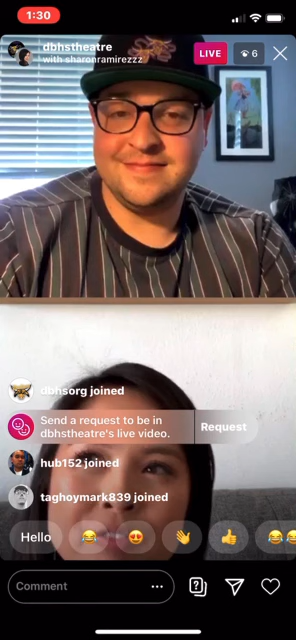 1:30
dbhstheatre
with sharonramirezzz
LIVE
6
dbhsorg joined
Send a request to be in
dbhstheatre's live video.
Request
hub152 joined
taghoymark839 joined
Hello
Comment